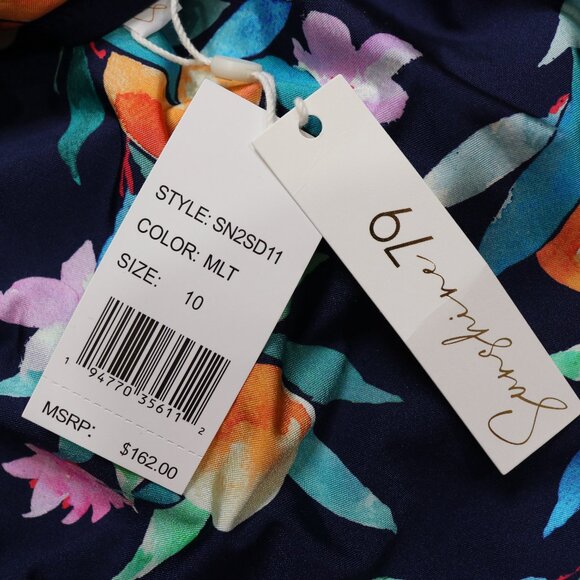 STYLE: SN2SD11
COLOR: MLT
SIZE: 10
1 94770 35611 2
MSRP: $162.00
Sunshine 79